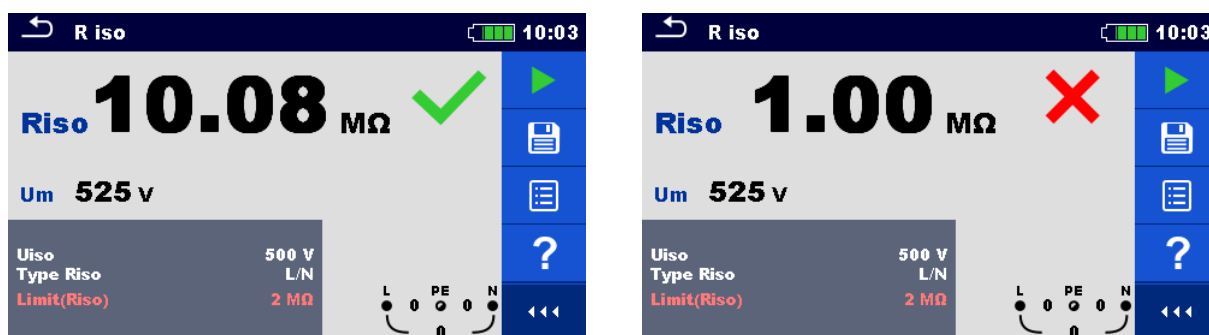 R iso 10:03
Riso 10.08 MΩ
Um 525 V
Uiso 500 V
Type Riso L/N
Limit(Riso) 2 MΩ
L PE N
0 0
0
?
R iso 10:03
Riso 1.00 MΩ
Um 525 V
Uiso 500 V
Type Riso L/N
Limit(Riso) 2 MΩ
L PE N
0 0
0
?